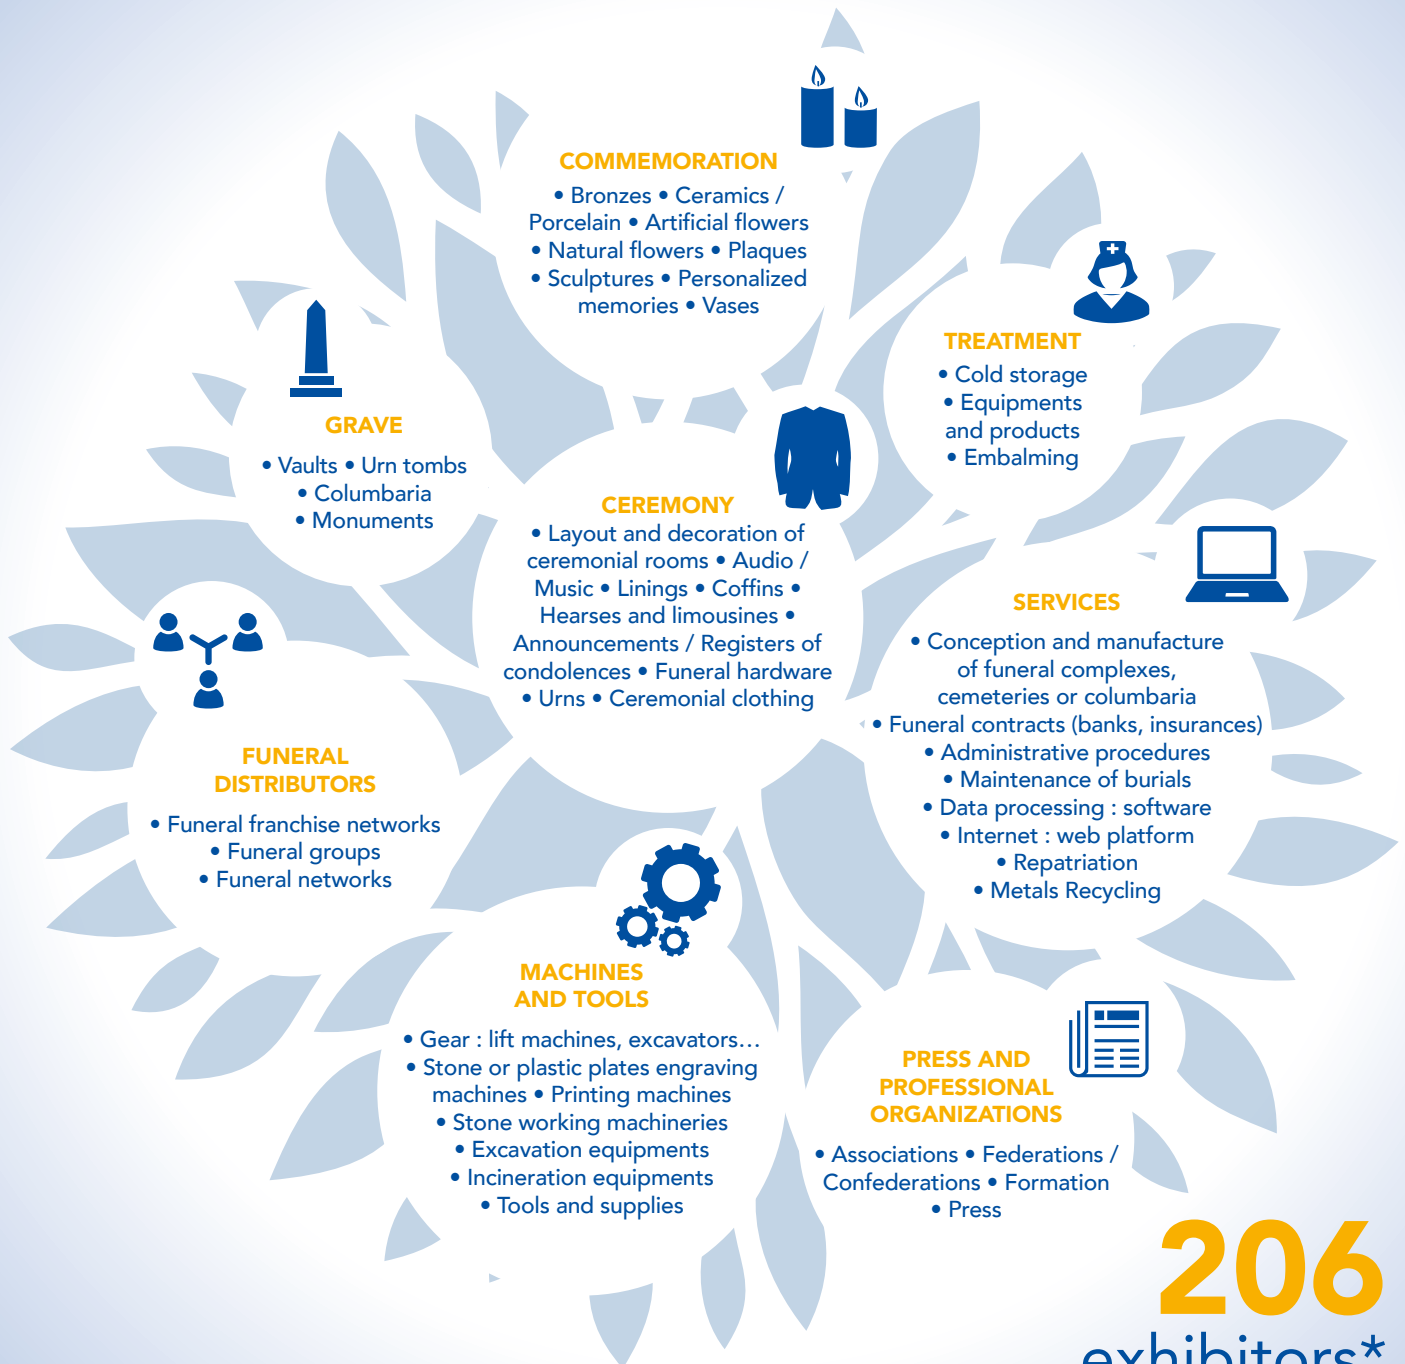 COMMEMORATION
• Bronzes • Ceramics /
Porcelain • Artificial flowers
• Natural flowers • Plaques
• Sculptures • Personalized
memories • Vases
TREATMENT
• Cold storage
• Equipments
and products
• Embalming
GRAVE
• Vaults • Urn tombs
• Columbaria
• Monuments
CEREMONY
• Layout and decoration of
ceremonial rooms • Audio /
Music • Linings • Coffins •
Hearses and limousines •
Announcements / Registers of
condolences • Funeral hardware
• Urns • Ceremonial clothing
SERVICES
• Conception and manufacture
of funeral complexes,
cemeteries or columbaria
• Funeral contracts (banks, insurances)
• Administrative procedures
• Maintenance of burials
• Data processing : software
• Internet : web platform
• Repatriation
• Metals Recycling
FUNERAL
DISTRIBUTORS
• Funeral franchise networks
• Funeral groups
• Funeral networks
MACHINES
AND TOOLS
• Gear : lift machines, excavators…
• Stone or plastic plates engraving
machines • Printing machines
• Stone working machineries
• Excavation equipments
• Incineration equipments
• Tools and supplies
PRESS AND
PROFESSIONAL
ORGANIZATIONS
• Associations • Federations /
Confederations • Formation
• Press
206
exhibitors*